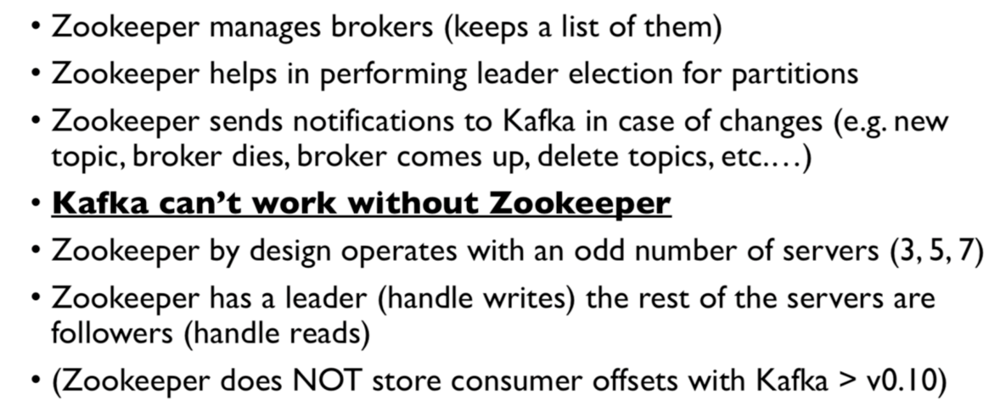 • Zookeeper manages brokers (keeps a list of them)
• Zookeeper helps in performing leader election for partitions
• Zookeeper sends notifications to Kafka in case of changes (e.g. new
topic, broker dies, broker comes up, delete topics, etc.…)
• Kafka can’t work without Zookeeper
• Zookeeper by design operates with an odd number of servers (3, 5, 7)
• Zookeeper has a leader (handle writes) the rest of the servers are
followers (handle reads)
• (Zookeeper does NOT store consumer offsets with Kafka > v0.10)